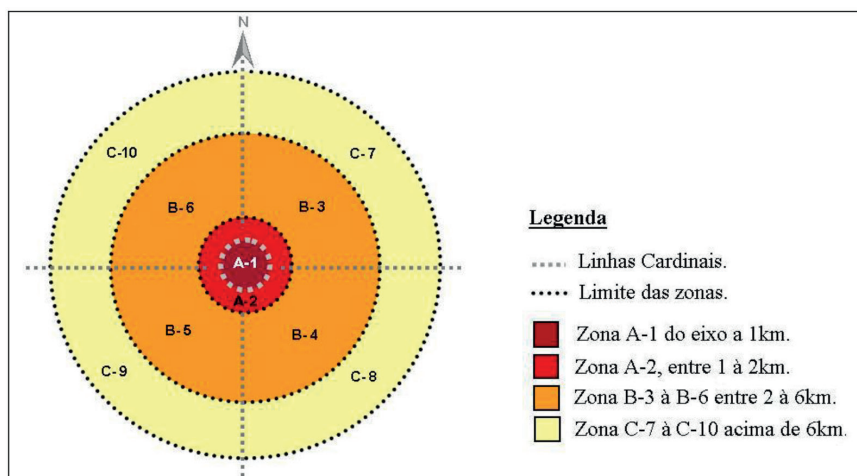 N
C-10
C-7
B-6
B-3
A-1
A-2
B-5
B-4
C-9
C-8
Legenda
Linhas Cardinais.
Limite das zonas.
Zona A-1 do eixo a 1km.
Zona A-2, entre 1 à 2km.
Zona B-3 à B-6 entre 2 à 6km.
Zona C-7 à C-10 acima de 6km.